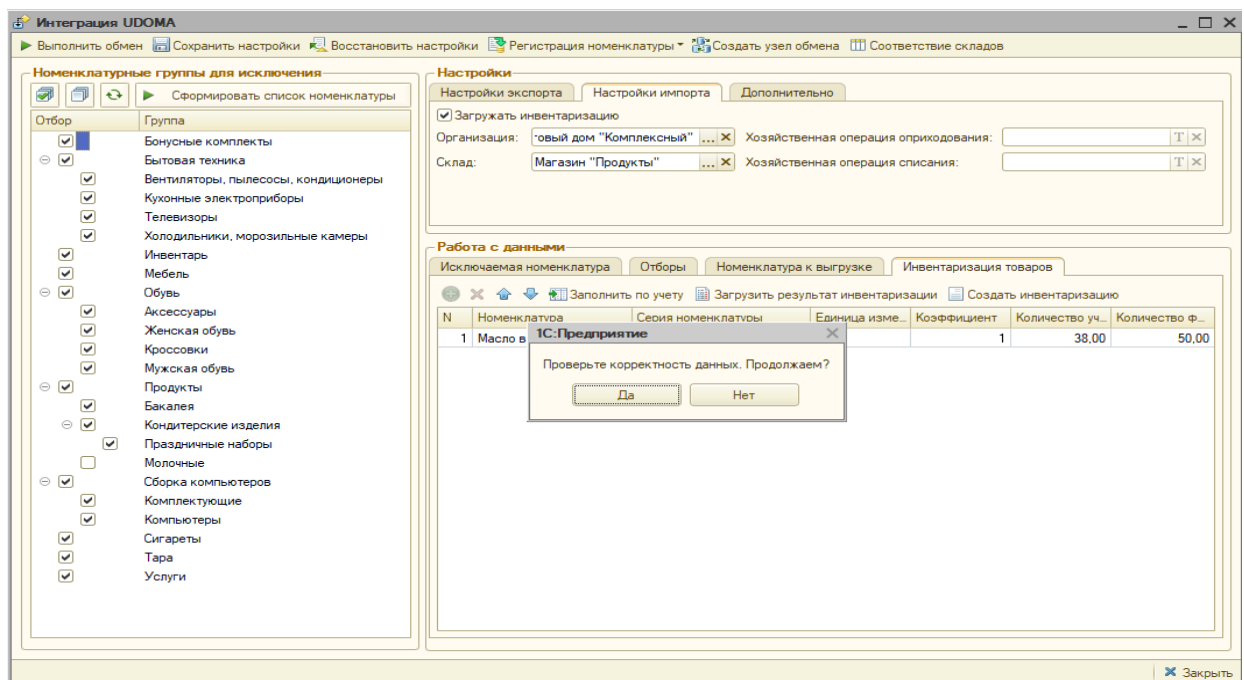 Интеграция UDOMA
Выполнить обмен Сохранить настройки Восстановить настройки Регистрация номенклатуры Создать узел обмена Соответствие складов
Номенклатурные группы для исключения
Сформировать список номенклатуры
Отбор Группа
Бонусные комплекты
Бытовая техника
Вентиляторы, пылесосы, кондиционеры
Кухонные электроприборы
Телевизоры
Холодильники, морозильные камеры
Инвентарь
Мебель
Обувь
Аксессуары
Женская обувь
Кроссовки
Мужская обувь
Продукты
Бакалея
Кондитерские изделия
Праздничные наборы
Молочные
Сборка компьютеров
Комплектующие
Компьютеры
Сигареты
Тара
Услуги
Настройки
Настройки экспорта Настройки импорта Дополнительно
Загружать инвентаризацию
Организация: говый дом "Комплексный" ... Хозяйственная операция оприходования: T
Склад: Магазин "Продукты" ... Хозяйственная операция списания: T
Работа с данными
Исключаемая номенклатура Отборы Номенклатура к выгрузке Инвентаризация товаров
Заполнить по учету Загрузить результат инвентаризации Создать инвентаризацию
N Номенклатура Серия номенклатуры Единица изме... Коэффициент Количество уч... Количество ф...
1 Масло в 1 38,00 50,00
1С:Предприятие
Проверьте корректность данных. Продолжаем?
Да Нет
Закрыть